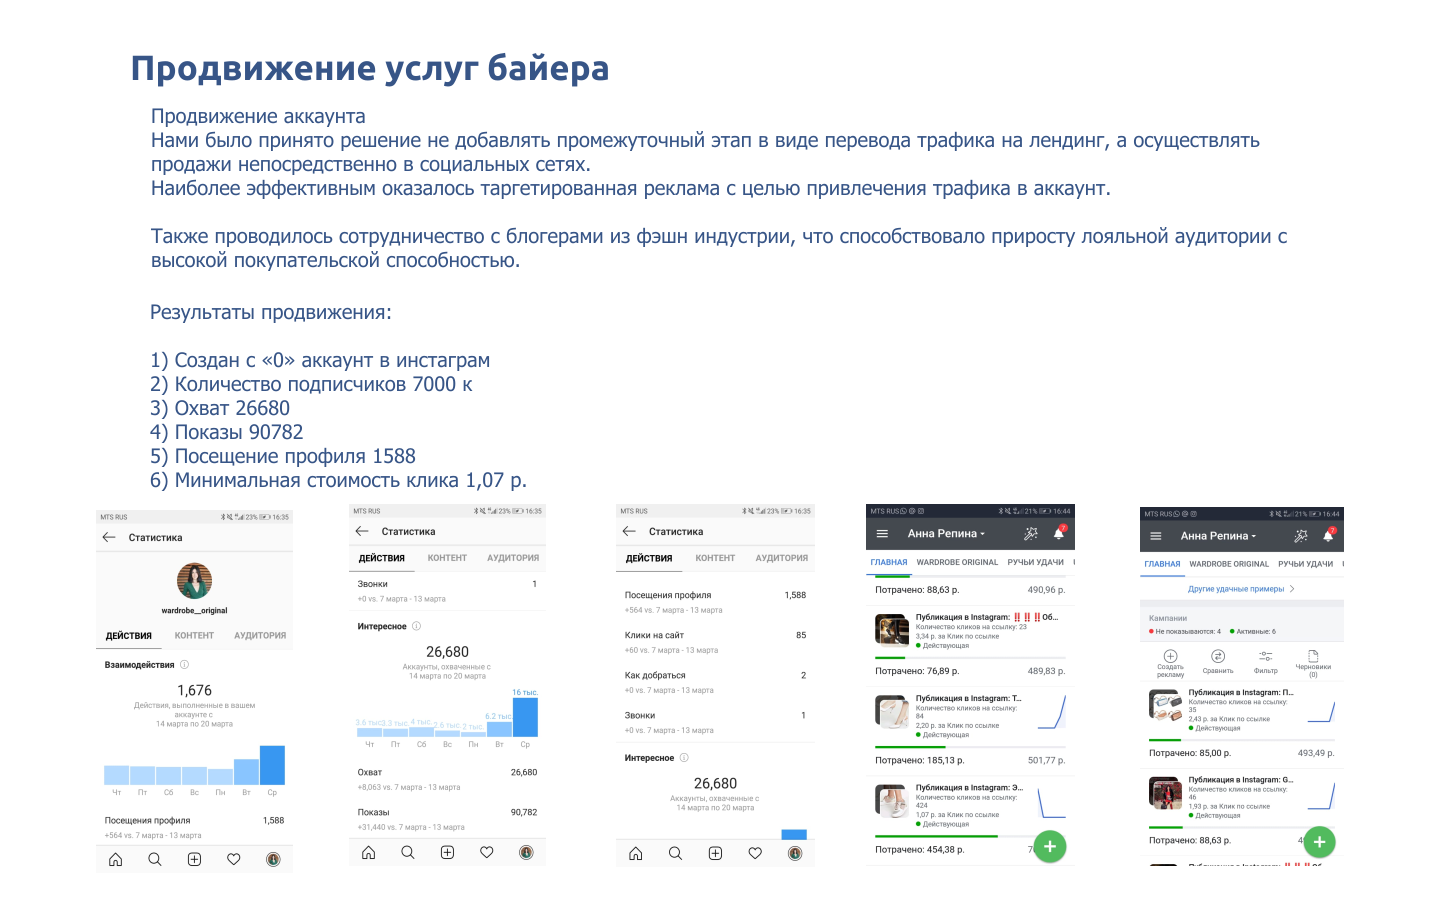 Продвижение услуг байера
Продвижение аккаунта
Нами было принято решение не добавлять промежуточный этап в виде перевода трафика на лендинг, а осуществлять
продажи непосредственно в социальных сетях.
Наиболее эффективным оказалось таргетированная реклама с целью привлечения трафика в аккаунт.
Также проводилось сотрудничество с блогерами из фэшн индустрии, что способствовало приросту лояльной аудитории с
высокой покупательской способностью.
Результаты продвижения:
1) Создан с «0» аккаунт в инстаграм
2) Количество подписчиков 7000 к
3) Охват 26680
4) Показы 90782
5) Посещение профиля 1588
6) Минимальная стоимость клика 1,07 р.
MTS RUS 23% 16:35
Статистика
wardrobe__original
ДЕЙСТВИЯ КОНТЕНТ АУДИТОРИЯ
Взаимодействия
1,676
Действия, выполненные в вашем
аккаунте с
14 марта по 20 марта
Чт Пт Сб Вс Пн Вт Ср
Посещения профиля 1,588
+564 vs. 7 марта - 13 марта
MTS RUS 23% 16:35
Статистика
ДЕЙСТВИЯ КОНТЕНТ АУДИТОРИЯ
Звонки 1
+0 vs. 7 марта - 13 марта
Интересное
26,680
Аккаунты, охваченные с
14 марта по 20 марта
16 тыс.
3.6 тыс. 3.3 тыс. 4 тыс. 2.6 тыс. 2 тыс. 6.2 тыс.
Чт Пт Сб Вс Пн Вт Ср
Охват 26,680
+8,063 vs. 7 марта - 13 марта
Показы 90,782
+31,440 vs. 7 марта - 13 марта
MTS RUS 23% 16:35
Статистика
ДЕЙСТВИЯ КОНТЕНТ АУДИТОРИЯ
Посещения профиля 1,588
+564 vs. 7 марта - 13 марта
Клики на сайт 85
+60 vs. 7 марта - 13 марта
Как добраться 2
+0 vs. 7 марта - 13 марта
Звонки 1
+0 vs. 7 марта - 13 марта
Интересное
26,680
Аккаунты, охваченные с
14 марта по 20 марта
MTS RUS 21% 16:44
Анна Репина 7
ГЛАВНАЯ WARDROBE ORIGINAL РУЧЬИ УДАЧИ
Потрачено: 88,63 р. 490,96 р.
Публикация в Instagram: ‼️‼️‼️Об...
Количество кликов на ссылку: 23
3,34 р. за Клик по ссылке
Действующая
Потрачено: 76,89 р. 489,83 р.
Публикация в Instagram: T...
Количество кликов на ссылку:
84
2,20 р. за Клик по ссылке
Действующая
Потрачено: 185,13 р. 501,77 р.
Публикация в Instagram: Э...
Количество кликов на ссылку:
424
1,07 р. за Клик по ссылке
Действующая
Потрачено: 454,38 р.
MTS RUS 21% 16:44
Анна Репина 7
ГЛАВНАЯ WARDROBE ORIGINAL РУЧЬИ УДАЧИ
Другие удачные примеры
Кампании
Не показываются: 4 Активные: 6
Создать
рекламу
Сравнить
Фильтр
Черновики
(0)
Публикация в Instagram: П...
Количество кликов на ссылку:
35
2,43 р. за Клик по ссылке
Действующая
Потрачено: 85,00 р. 493,49 р.
Публикация в Instagram: G...
Количество кликов на ссылку:
46
1,93 р. за Клик по ссылке
Действующая
Потрачено: 88,63 р.